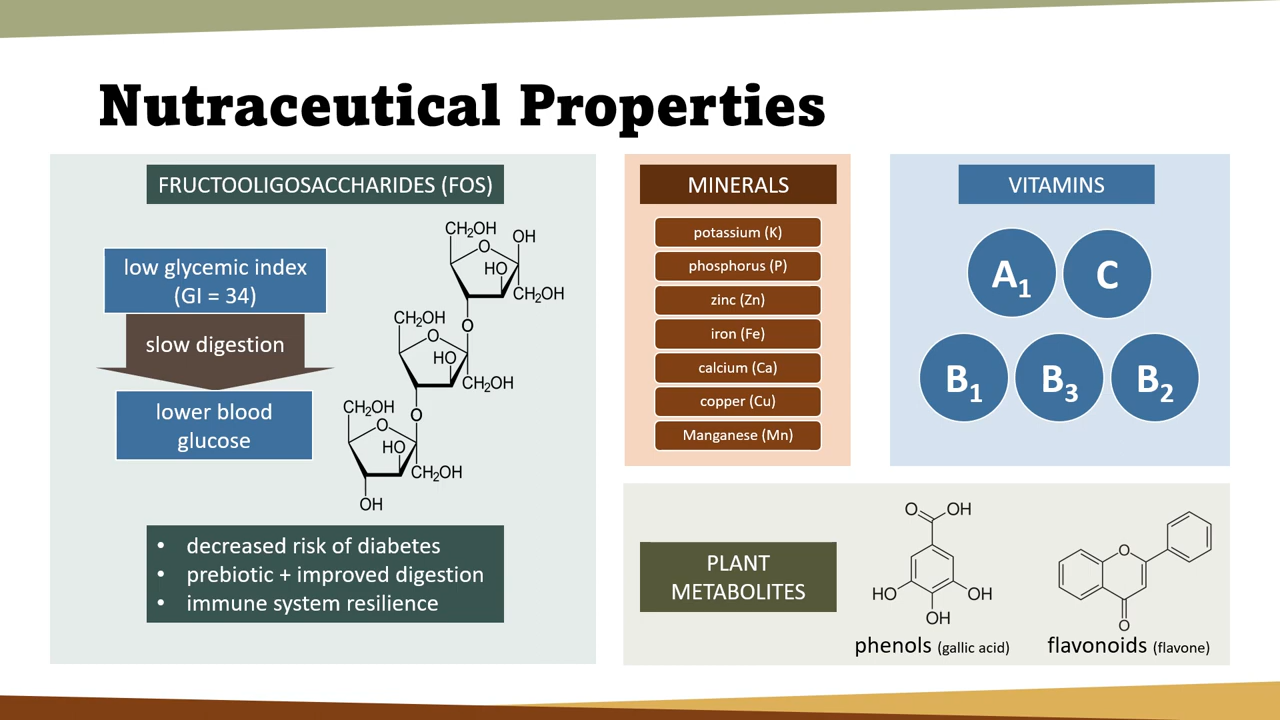 Nutraceutical Properties
FRUCTOOLIGOSACCHARIDES (FOS)
low glycemic index
(GI = 34)
slow digestion
lower blood
glucose
CH₂OH
O
OH
HO
CH₂OH
O
CH₂OH
O
HO
CH₂OH
O
CH₂OH
O
HO
CH₂OH
OH
• decreased risk of diabetes
• prebiotic + improved digestion
• immune system resilience
MINERALS
potassium (K)
phosphorus (P)
zinc (Zn)
iron (Fe)
calcium (Ca)
copper (Cu)
Manganese (Mn)
VITAMINS
A₁
C
B₁
B₃
B₂
PLANT
METABOLITES
O
OH
HO
OH
OH
phenols (gallic acid)
O
O
flavonoids (flavone)